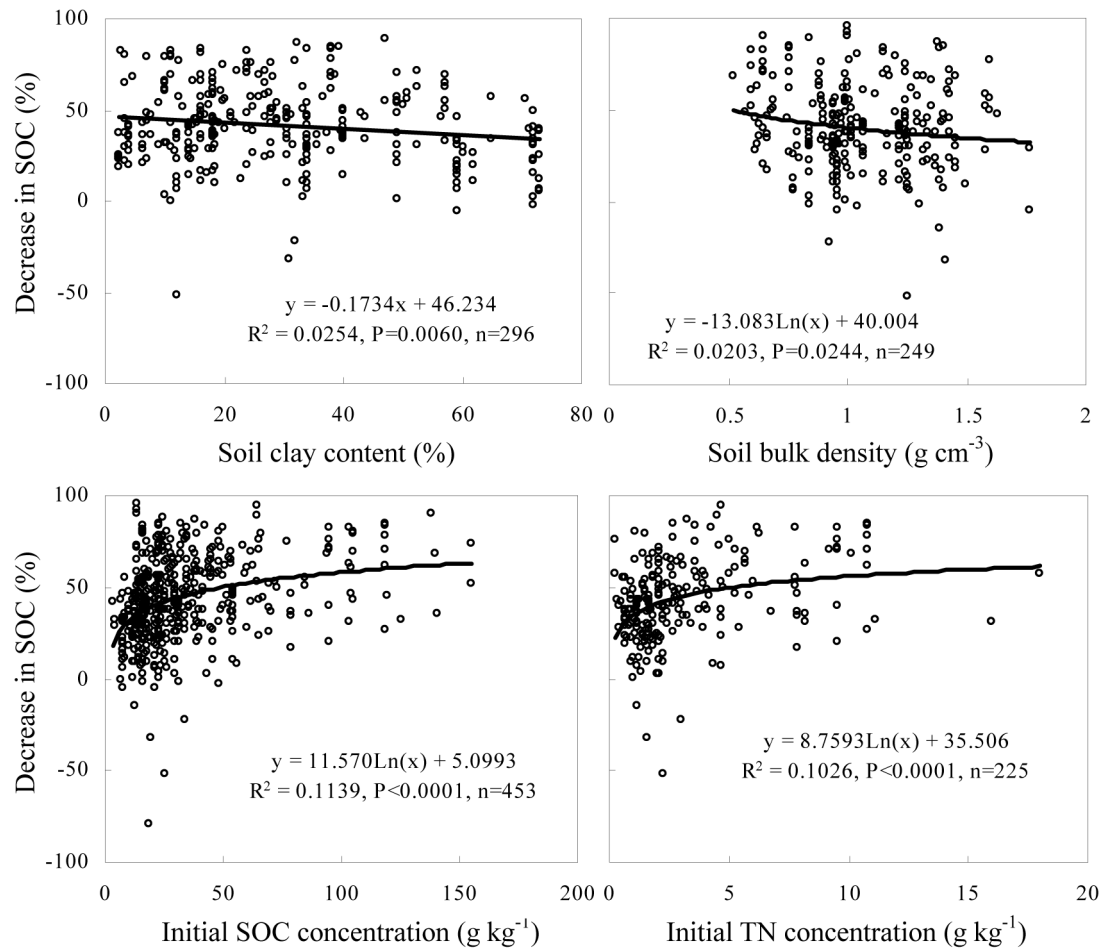 Decrease in SOC (%)
100
50
0
-50
-100
y = -0.1734x + 46.234
R² = 0.0254, P=0.0060, n=296
0
20
40
60
80
Soil clay content (%)
y = -13.083Ln(x) + 40.004
R² = 0.0203, P=0.0244, n=249
0
0.5
1
1.5
2
Soil bulk density (g cm⁻³)
Decrease in SOC (%)
100
50
0
-50
-100
y = 11.570Ln(x) + 5.0993
R² = 0.1139, P<0.0001, n=453
0
50
100
150
200
Initial SOC concentration (g kg⁻¹)
y = 8.7593Ln(x) + 35.506
R² = 0.1026, P<0.0001, n=225
0
5
10
15
20
Initial TN concentration (g kg⁻¹)